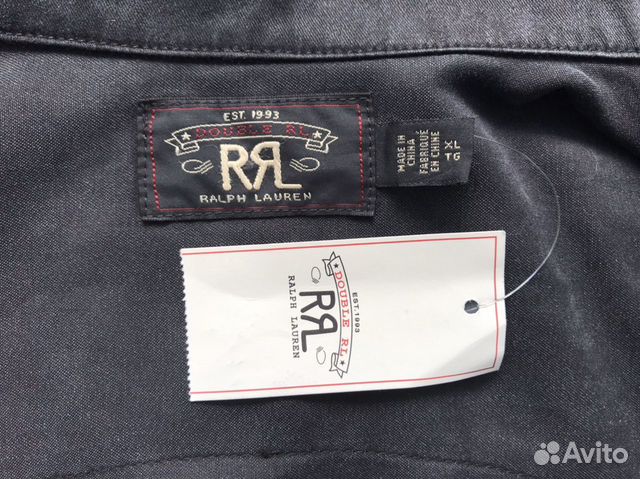 EST. 1993
DOUBLE RL
RRL
RALPH LAUREN
MADE IN
CHINA
FABRIQUÉ
EN CHINE
XL
TG
EST. 1993
DOUBLE RL
RRL
RALPH LAUREN
Avito